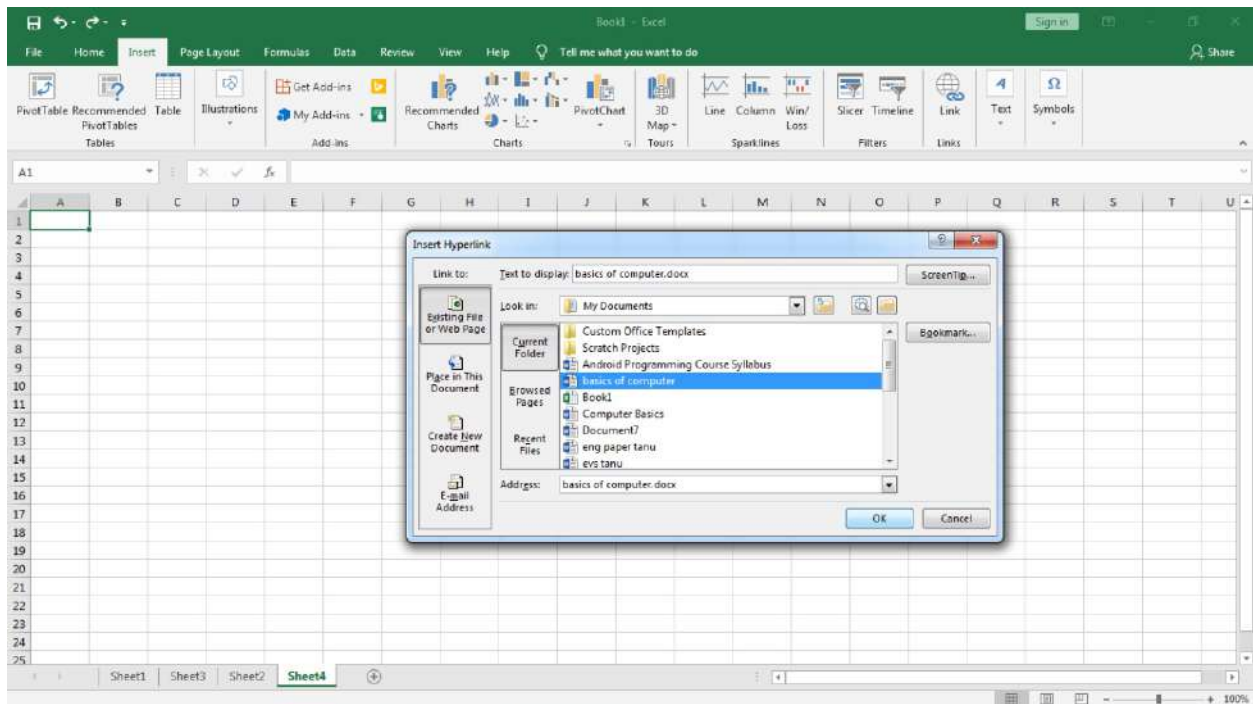 Book1 - Excel
Sign in
File Home Insert Page Layout Formulas Data Review View Help Tell me what you want to do Share
PivotTable Recommended PivotTables Table
Illustrations
Get Add-ins
My Add-ins
Recommended Charts
PivotChart
3D Map
Line Column Win/Loss
Slicer Timeline
Link
Text
Symbols
Tables Add-ins Charts Tours Sparklines Filters Links
A1 fx
A B C D E F G H I J K L M N O P Q R S T U
1
2
3
4
5
6
7
8
9
10
11
12
13
14
15
16
17
18
19
20
21
22
23
24
25
Insert Hyperlink
Link to: Text to display: basics of computer.docx ScreenTip...
Existing File or Web Page
Place in This Document
Create New Document
E-mail Address
Look in: My Documents
Bookmark...
Current Folder
Browsed Pages
Recent Files
Custom Office Templates
Scratch Projects
Android Programming Course Syllabus
basics of computer
Book1
Computer Basics
Document7
eng paper tanu
evs tanu
Address: basics of computer.docx
OK Cancel
Sheet1 Sheet3 Sheet2 Sheet4
100%